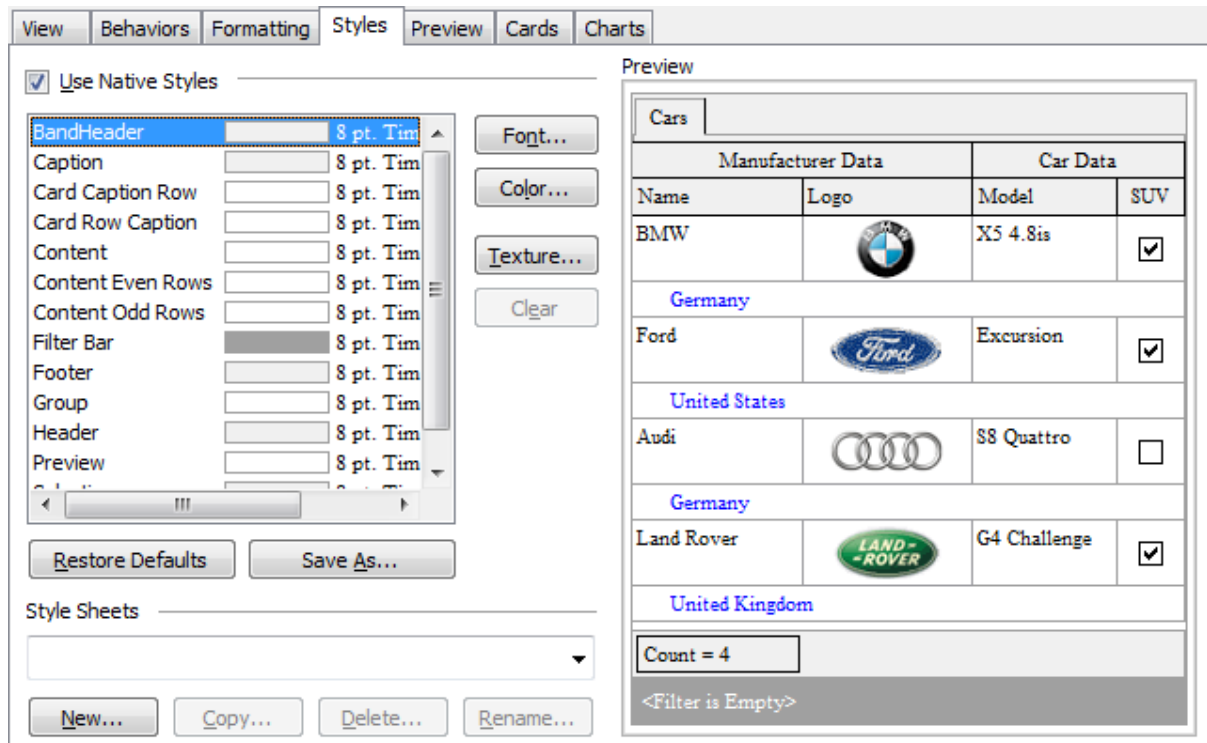 View Behaviors Formatting Styles Preview Cards Charts
Use Native Styles
BandHeader 8 pt. Tim
Caption 8 pt. Tim
Card Caption Row 8 pt. Tim
Card Row Caption 8 pt. Tim
Content 8 pt. Tim
Content Even Rows 8 pt. Tim
Content Odd Rows 8 pt. Tim
Filter Bar 8 pt. Tim
Footer 8 pt. Tim
Group 8 pt. Tim
Header 8 pt. Tim
Preview 8 pt. Tim
Font...
Color...
Texture...
Clear
Restore Defaults Save As...
Style Sheets
New... Copy... Delete... Rename...
Preview
Cars
Manufacturer Data Car Data
Name Logo Model SUV
BMW BMW X5 4.8is
Germany
Ford Ford Excursion
United States
Audi S8 Quattro
Germany
Land Rover LAND- G4 Challenge
-ROVER
United Kingdom
Count = 4
<Filter is Empty>